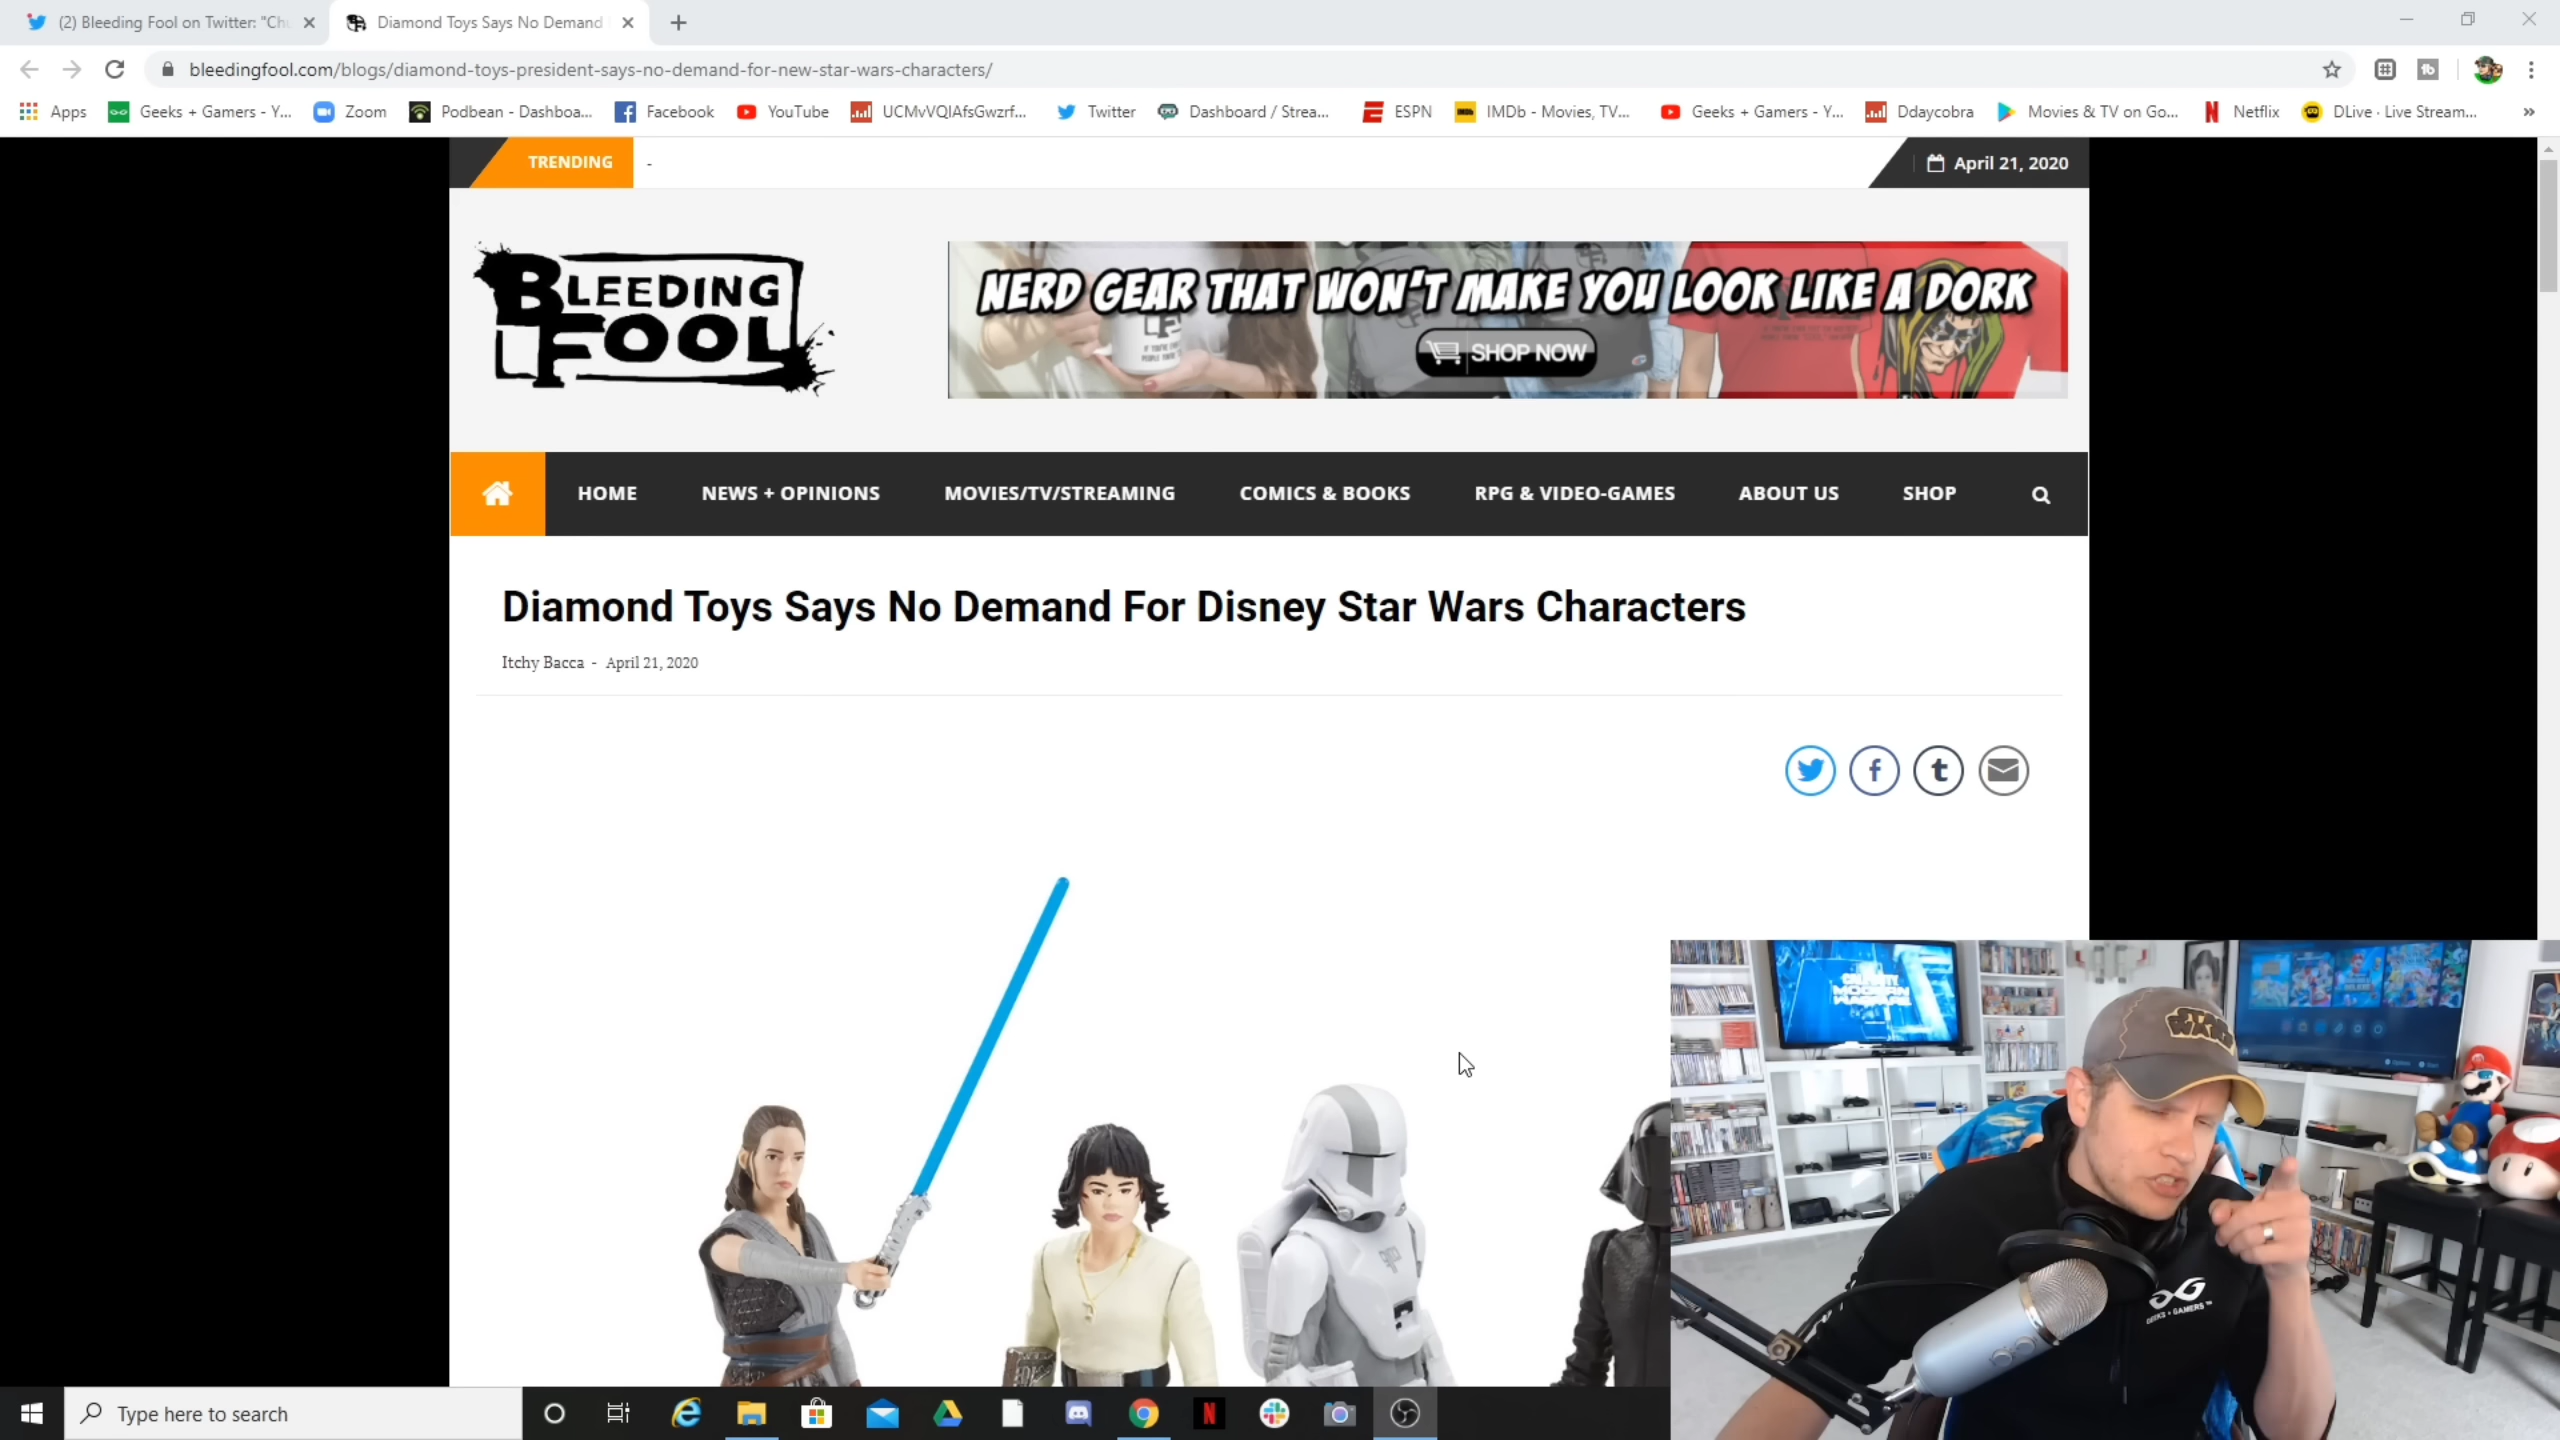 (2) Bleeding Fool on Twitter: "Ch
Diamond Toys Says No Demand
bleedingfool.com/blogs/diamond-toys-president-says-no-demand-for-new-star-wars-characters/
Apps
Geeks + Gamers - Y...
Zoom
Podbean - Dashboa...
Facebook
YouTube
UCMvVQIAfsGwzrf...
Twitter
Dashboard / Strea...
ESPN
IMDb - Movies, TV...
Geeks + Gamers - Y...
Ddaycobra
Movies & TV on Go...
Netflix
DLive · Live Stream...
TRENDING
-
April 21, 2020
BLEEDING
FOOL
NERD GEAR THAT WON'T MAKE YOU LOOK LIKE A DORK
SHOP NOW
HOME
NEWS + OPINIONS
MOVIES/TV/STREAMING
COMICS & BOOKS
RPG & VIDEO-GAMES
ABOUT US
SHOP
Diamond Toys Says No Demand For Disney Star Wars Characters
Itchy Bacca - April 21, 2020
STAR
WARS
GEEKS + GAMERS
Type here to search